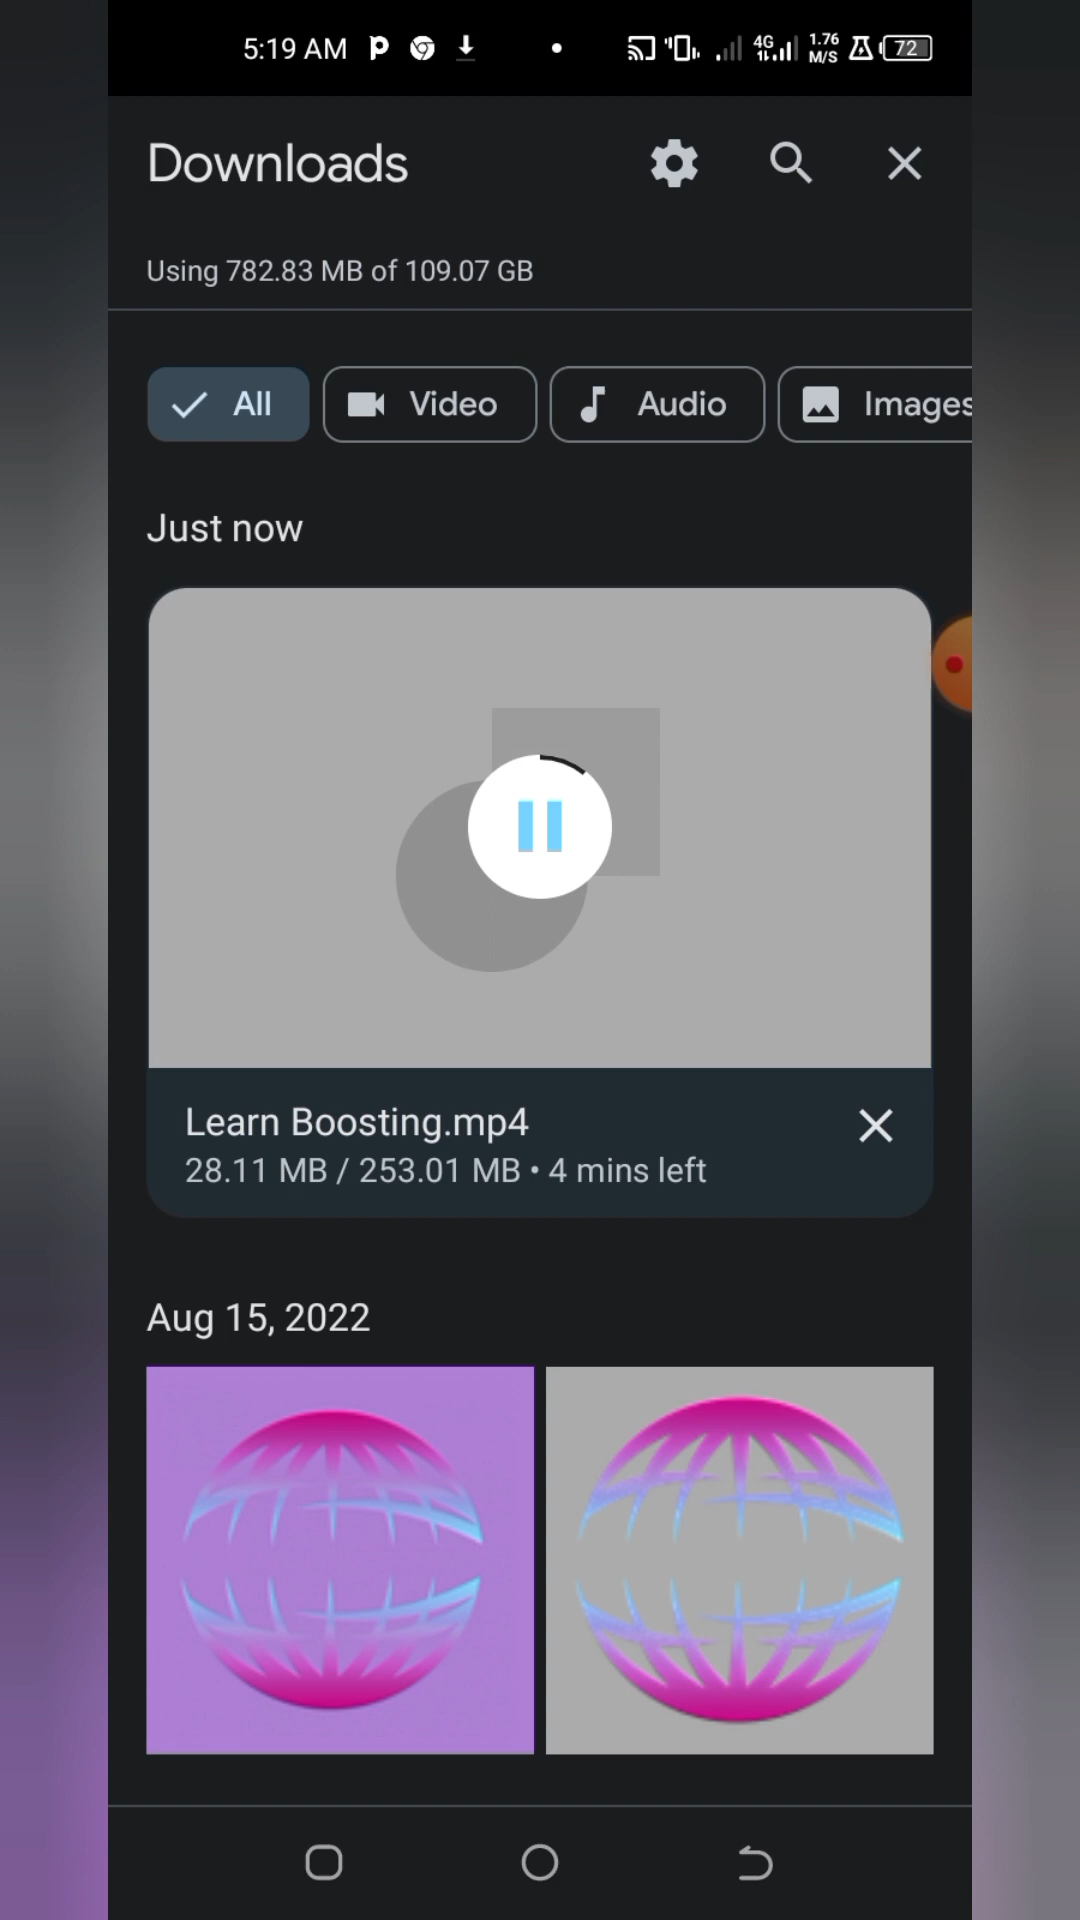 5:19 AM 4G 1.76 M/S 72
Downloads
Using 782.83 MB of 109.07 GB
All Video Audio Images
Just now
Learn Boosting.mp4
28.11 MB / 253.01 MB • 4 mins left
Aug 15, 2022